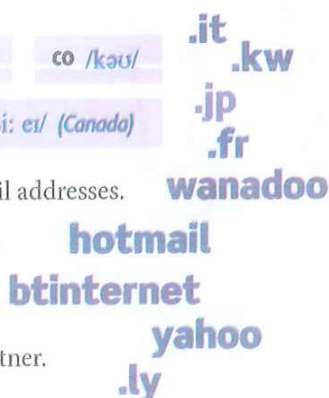 .it
co /kəʊ/
.kw
.jp
i: eɪ/ (Canada)
.fr
il addresses.
wanadoo
hotmail
btinternet
yahoo
tner.
.ly